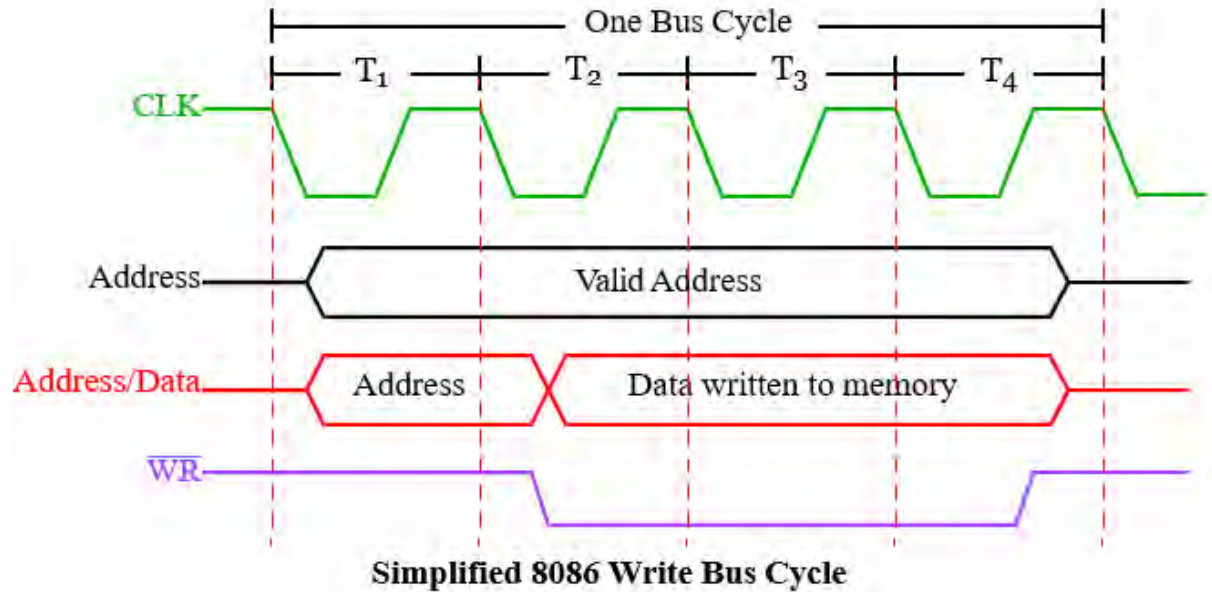 One Bus Cycle
T₁ T₂ T₃ T₄
CLK
Address Valid Address
Address/Data Address Data written to memory
W̅R̅
Simplified 8086 Write Bus Cycle